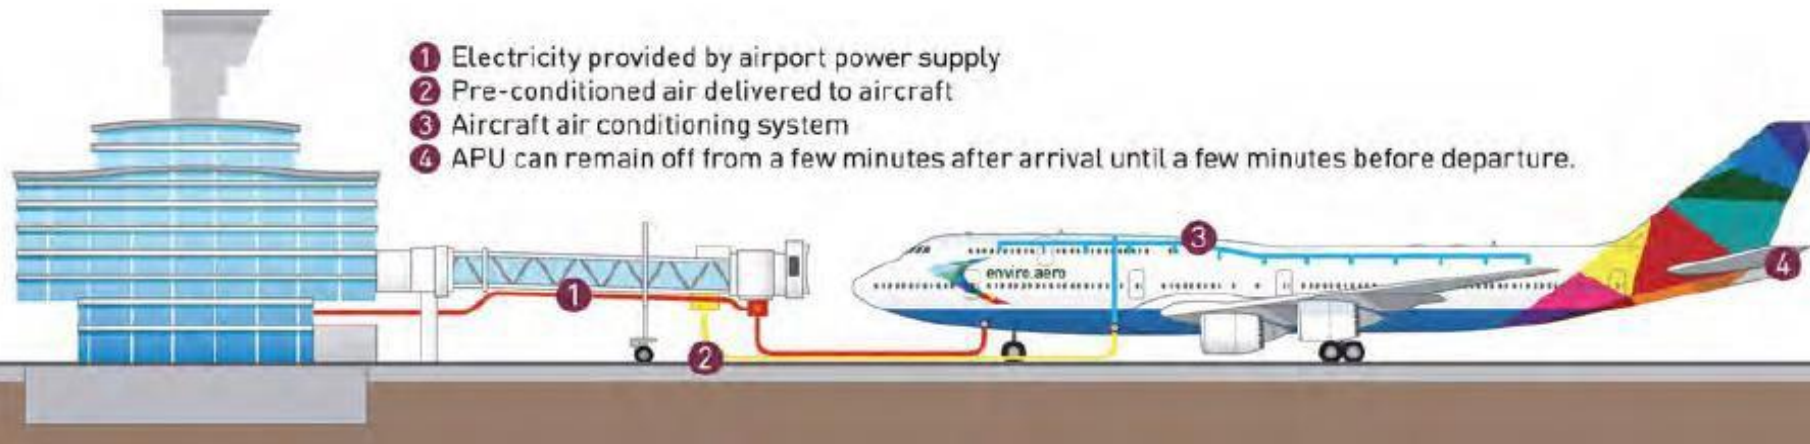 1 Electricity provided by airport power supply
2 Pre-conditioned air delivered to aircraft
3 Aircraft air conditioning system
4 APU can remain off from a few minutes after arrival until a few minutes before departure.
3
4
enviro.aero
1
2